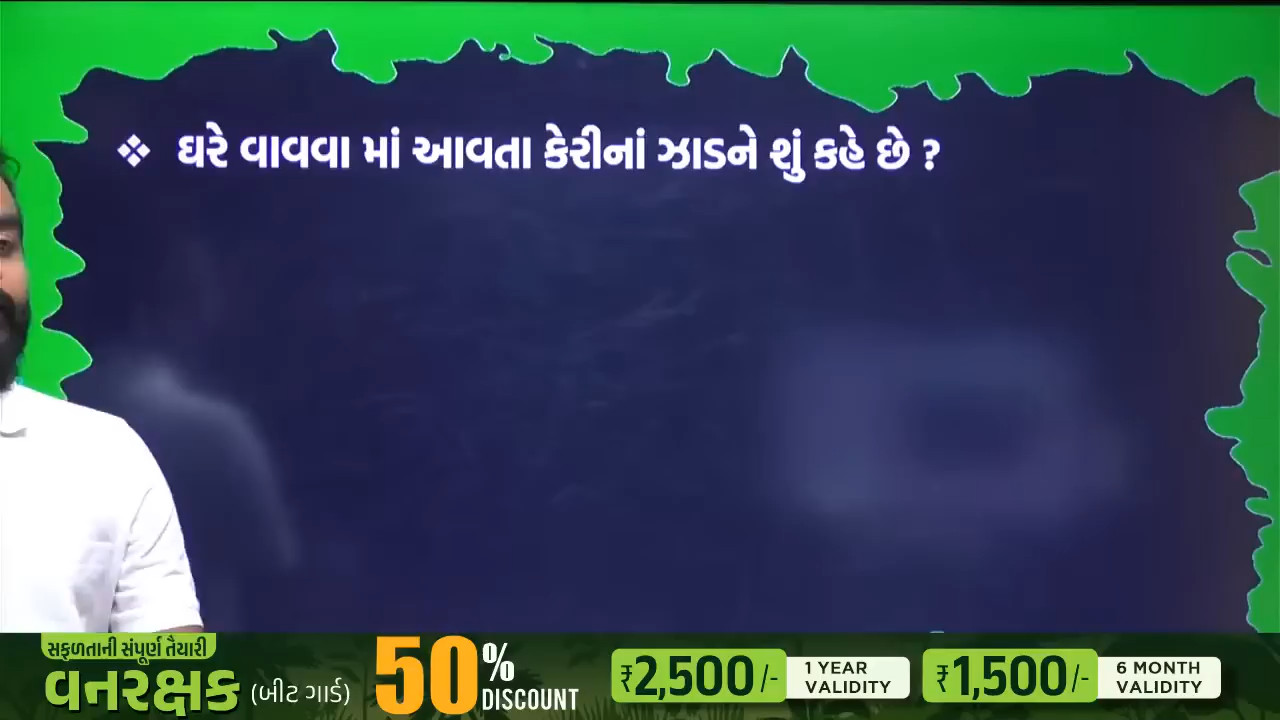 ❖ ઘરે વાવવા માં આવતા કેરીનાં ઝાડને શું કહે છે ?
સફળતાની સંપૂર્ણ તૈયારી
વનરક્ષક (બીટ ગાર્ડ)
50% DISCOUNT
₹2,500/- 1 YEAR VALIDITY
₹1,500/- 6 MONTH VALIDITY